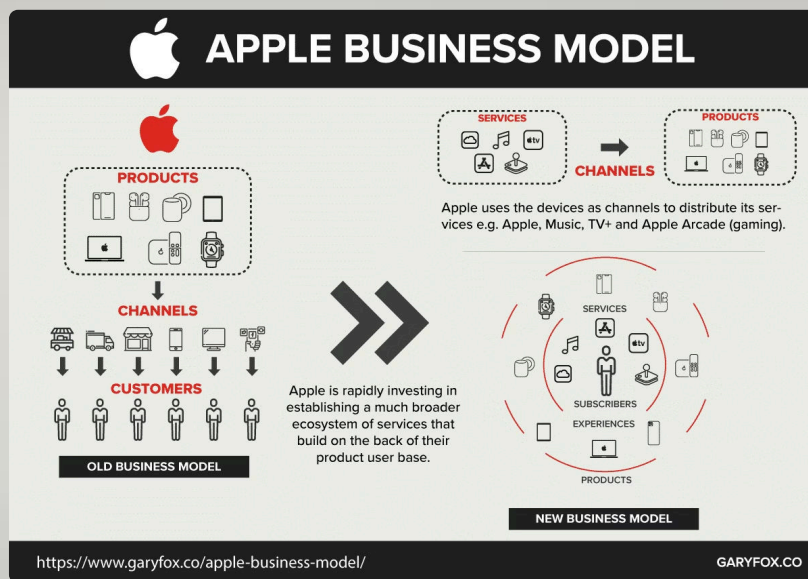 APPLE BUSINESS MODEL
PRODUCTS
CHANNELS
CUSTOMERS
OLD BUSINESS MODEL
Apple is rapidly investing in
establishing a much broader
ecosystem of services that
build on the back of their
product user base.
SERVICES
tv
CHANNELS
PRODUCTS
Apple uses the devices as channels to distribute its ser-
vices e.g. Apple, Music, TV+ and Apple Arcade (gaming).
SERVICES
tv
SUBSCRIBERS
EXPERIENCES
PRODUCTS
NEW BUSINESS MODEL
https://www.garyfox.co/apple-business-model/
GARYFOX.CO